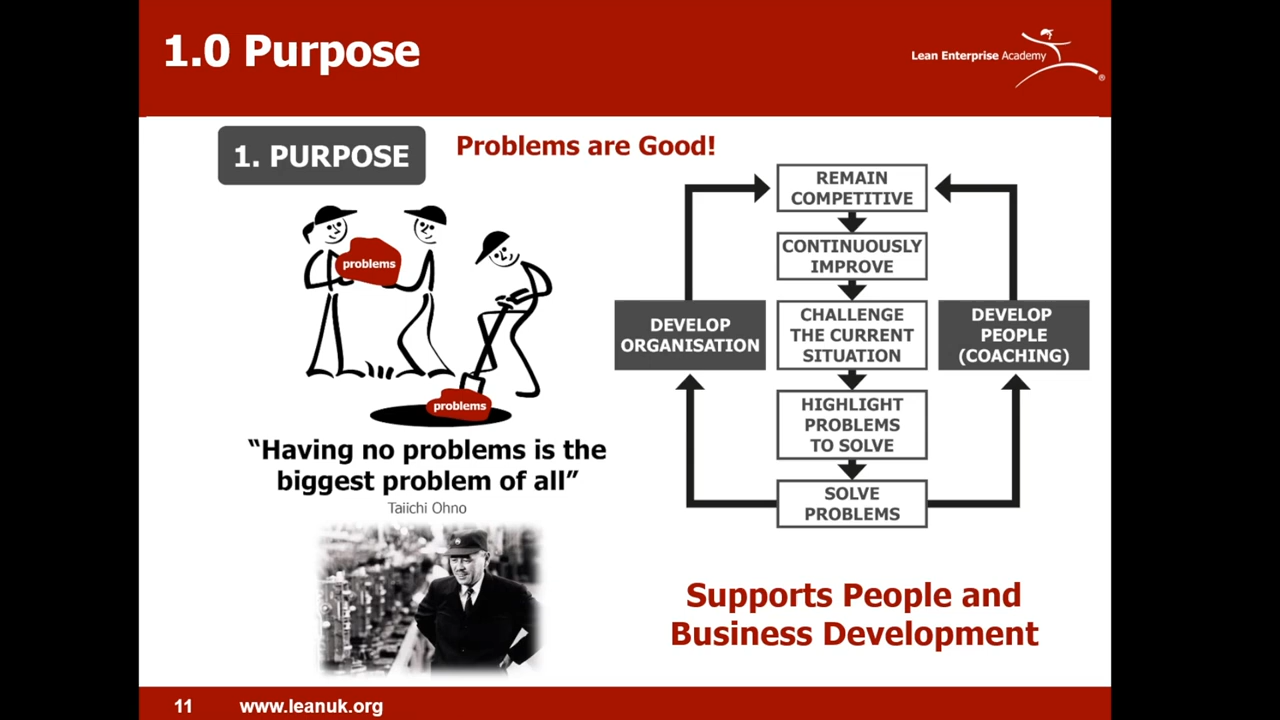 1.0 Purpose
Lean Enterprise Academy
®
1. PURPOSE
Problems are Good!
problems
problems
“Having no problems is the
biggest problem of all”
Taiichi Ohno
REMAIN
COMPETITIVE
CONTINUOUSLY
IMPROVE
DEVELOP
ORGANISATION
CHALLENGE
THE CURRENT
SITUATION
DEVELOP
PEOPLE
(COACHING)
HIGHLIGHT
PROBLEMS
TO SOLVE
SOLVE
PROBLEMS
Supports People and
Business Development
11
www.leanuk.org